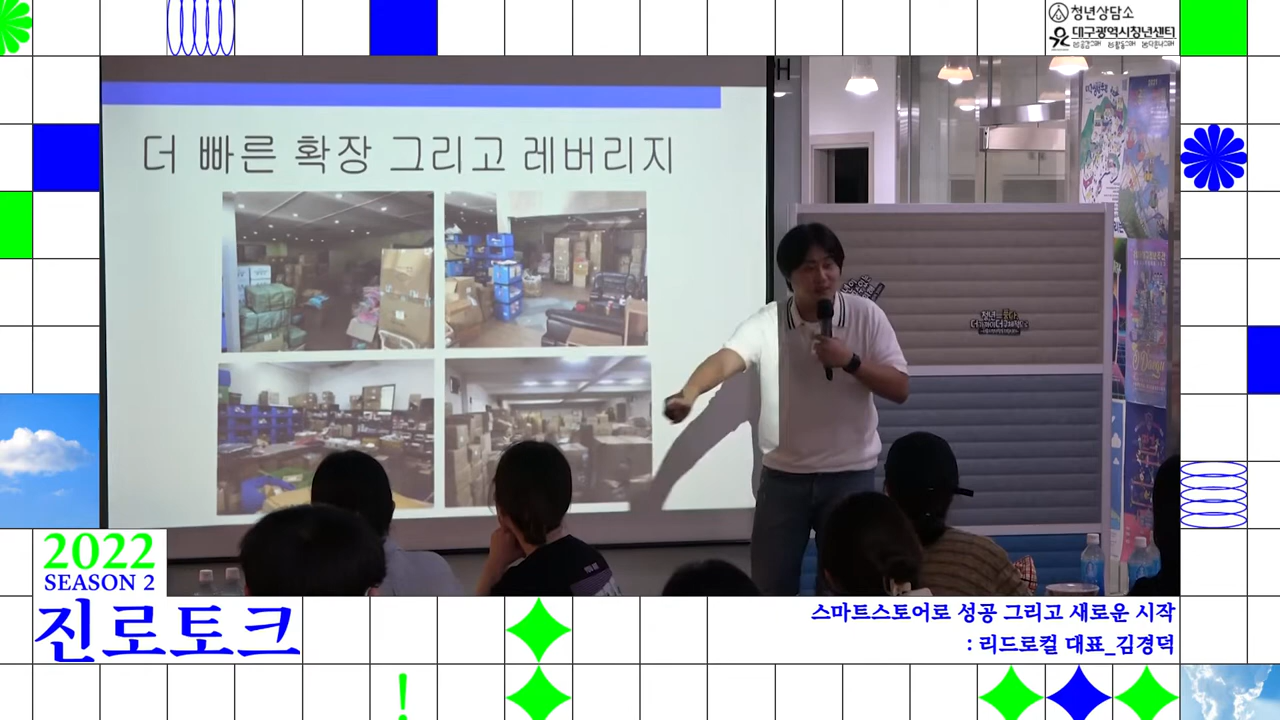 청년상담소
대구광역시청년센터
더 빠른 확장 그리고 레버리지
2022
SEASON 2
진로토크
스마트스토어로 성공 그리고 새로운 시작
: 리드로컬 대표_김경덕